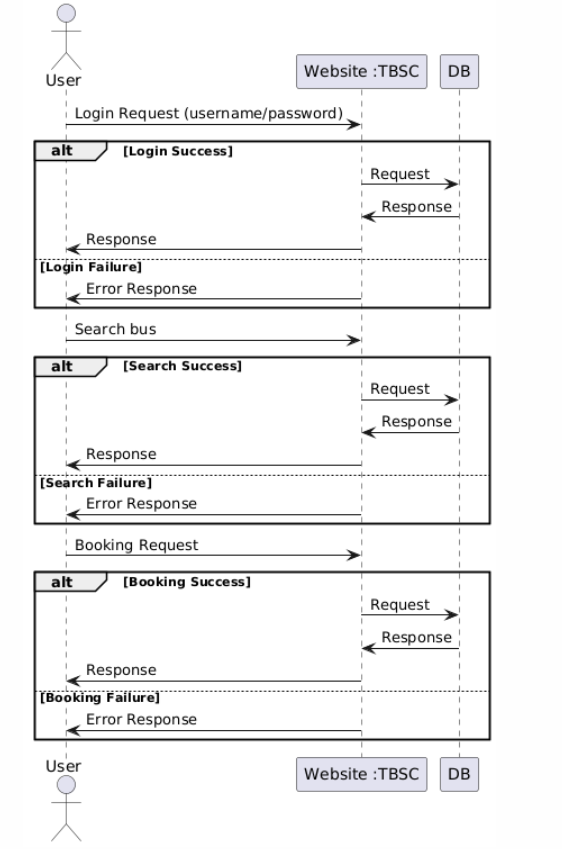 User
Website :TBSC
DB
Login Request (username/password)
alt [Login Success]
Request
Response
Response
[Login Failure]
Error Response
Search bus
alt [Search Success]
Request
Response
Response
[Search Failure]
Error Response
Booking Request
alt [Booking Success]
Request
Response
Response
[Booking Failure]
Error Response
User
Website :TBSC
DB